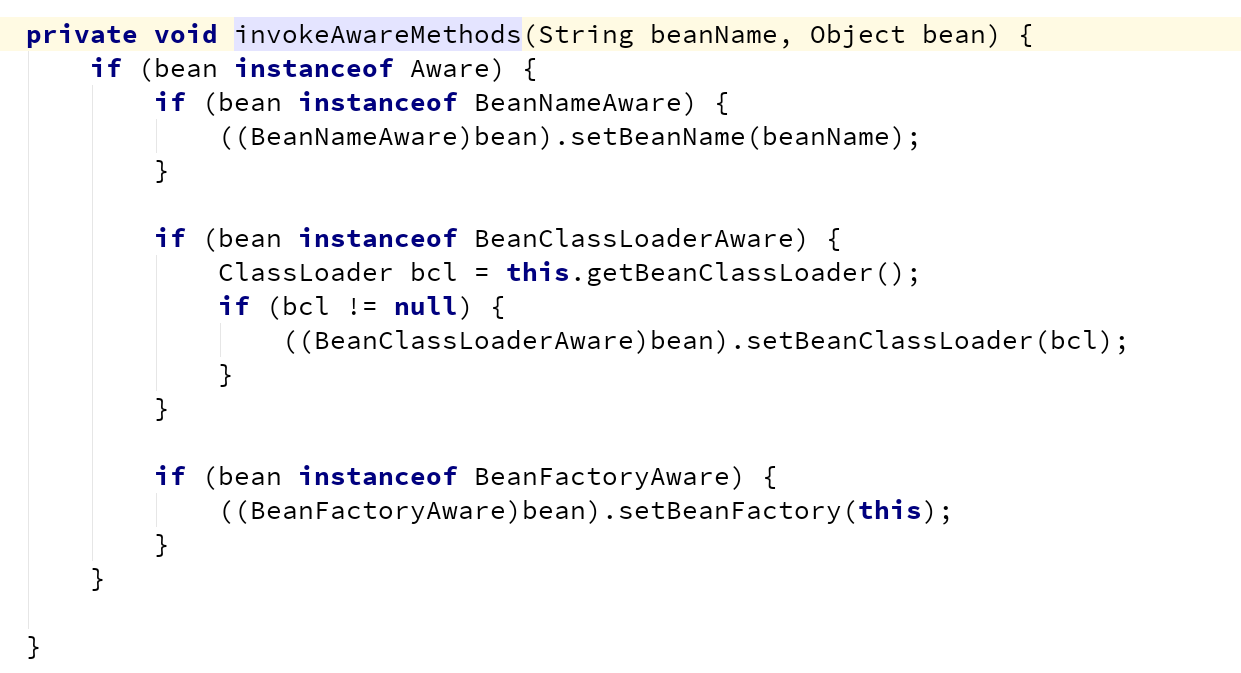 private void invokeAwareMethods(String beanName, Object bean) {
    if (bean instanceof Aware) {
        if (bean instanceof BeanNameAware) {
            ((BeanNameAware)bean).setBeanName(beanName);
        }

        if (bean instanceof BeanClassLoaderAware) {
            ClassLoader bcl = this.getBeanClassLoader();
            if (bcl != null) {
                ((BeanClassLoaderAware)bean).setBeanClassLoader(bcl);
            }
        }

        if (bean instanceof BeanFactoryAware) {
            ((BeanFactoryAware)bean).setBeanFactory(this);
        }
    }

}